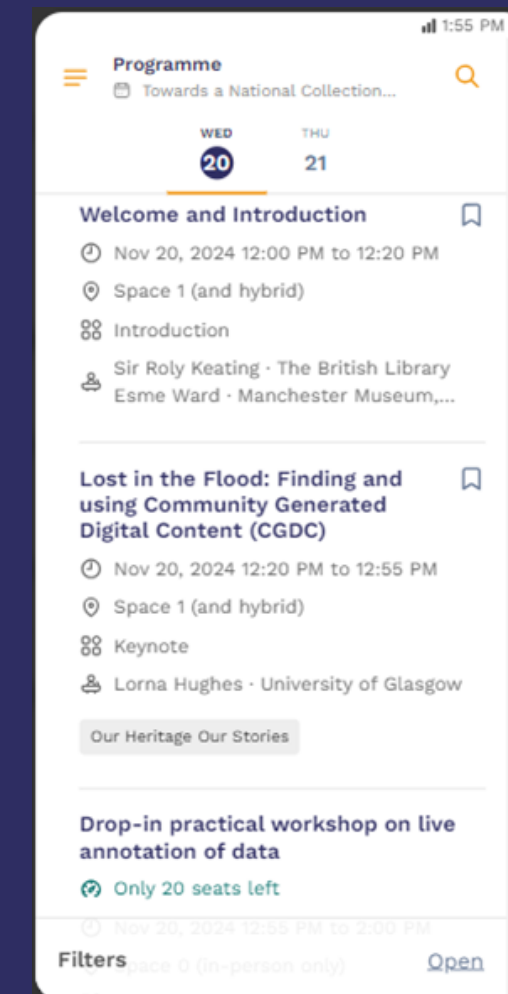 1:55 PM
Programme
Towards a National Collection...
WED
THU
20
21
Welcome and Introduction
Nov 20, 2024 12:00 PM to 12:20 PM
Space 1 (and hybrid)
Introduction
Sir Roly Keating · The British Library
Esme Ward · Manchester Museum,...
Lost in the Flood: Finding and
using Community Generated
Digital Content (CGDC)
Nov 20, 2024 12:20 PM to 12:55 PM
Space 1 (and hybrid)
Keynote
Lorna Hughes · University of Glasgow
Our Heritage Our Stories
Drop-in practical workshop on live
annotation of data
Only 20 seats left
Nov 20, 2024 12:55 PM to 2:00 PM
Space 0 (in-person only)
Filters
Open